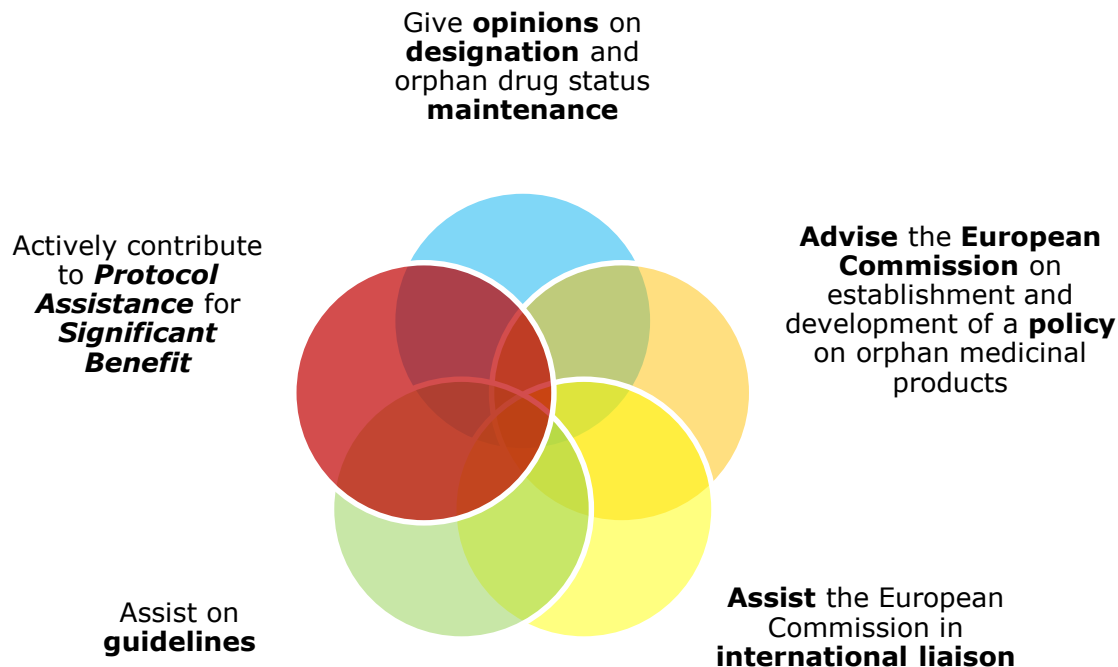 Give opinions on
designation and
orphan drug status
maintenance
Actively contribute
to Protocol
Assistance for
Significant
Benefit
Advise the European
Commission on
establishment and
development of a policy
on orphan medicinal
products
Assist on
guidelines
Assist the European
Commission in
international liaison